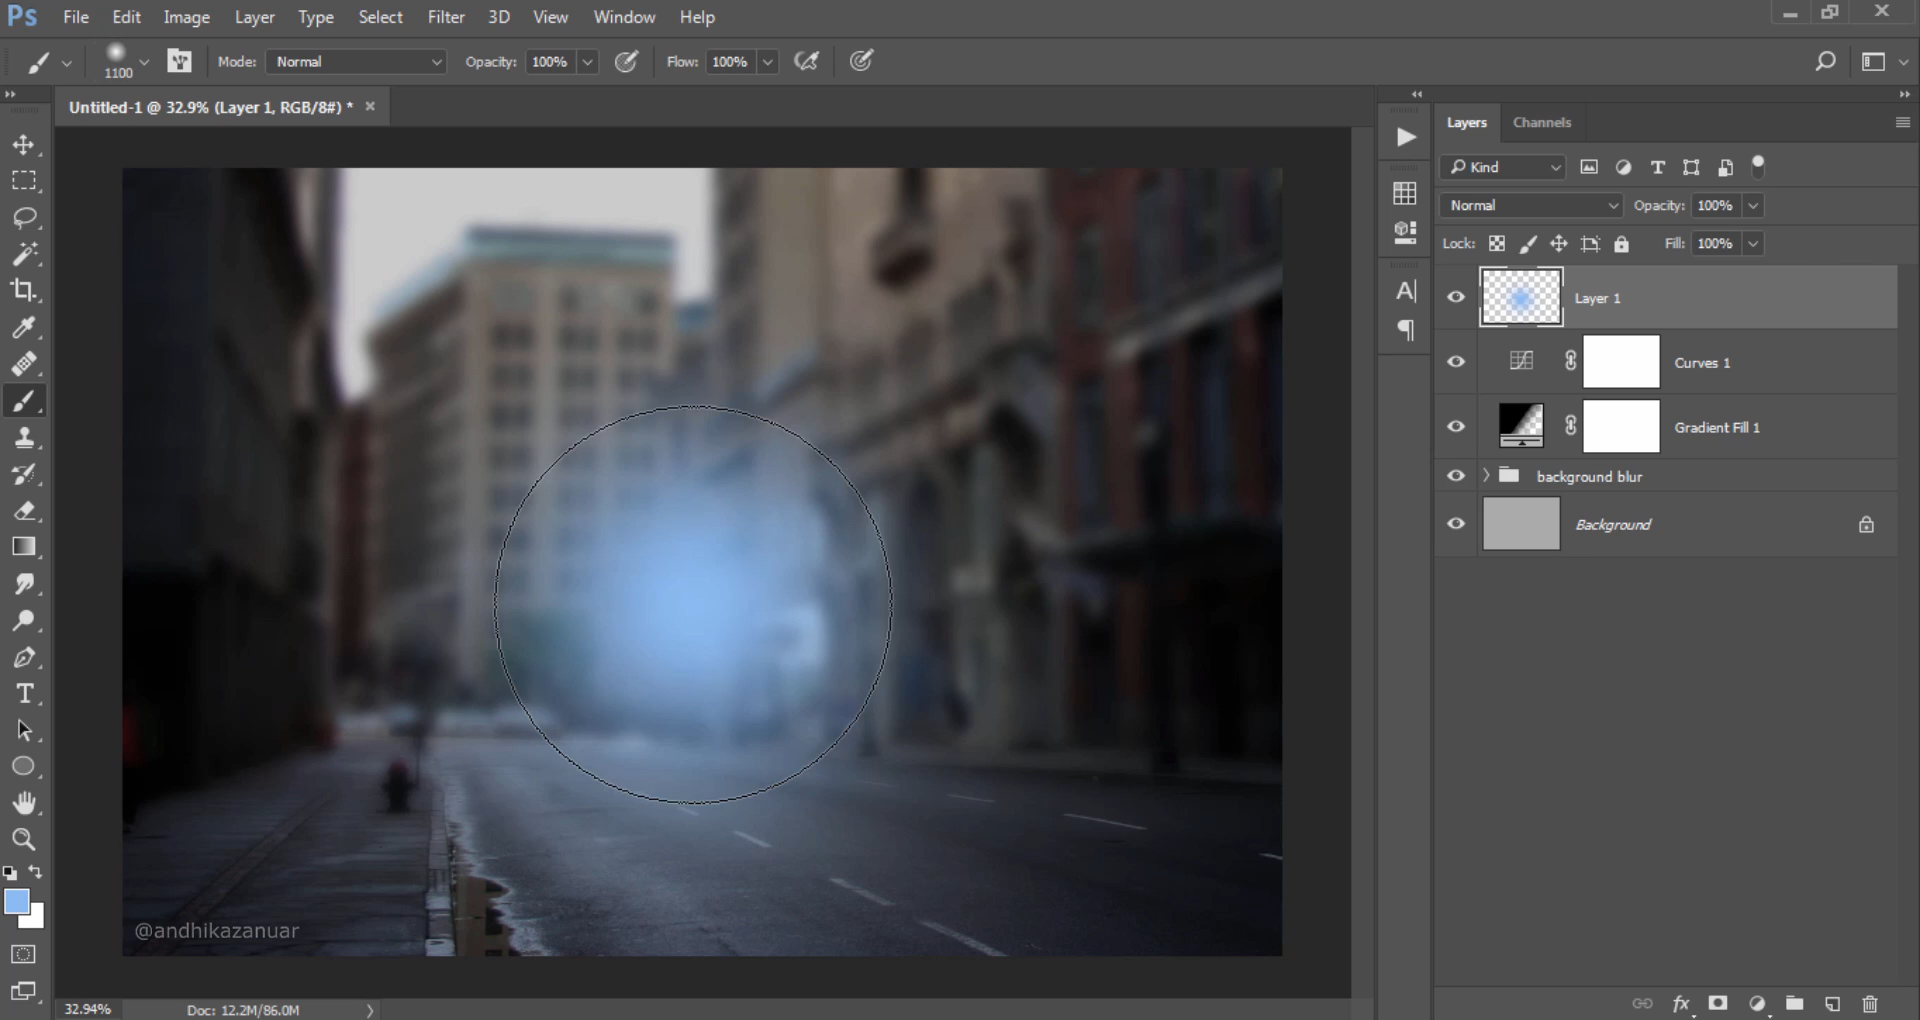 Ps File Edit Image Layer Type Select Filter 3D View Window Help
1100 Mode: Normal Opacity: 100% Flow: 100%
Untitled-1 @ 32.9% (Layer 1, RGB/8#) * ×
Layers Channels
Kind
Normal Opacity: 100%
Lock: Fill: 100%
Layer 1
Curves 1
Gradient Fill 1
background blur
Background
@andhikazanuar
32.94% Doc: 12.2M/86.0M
fx